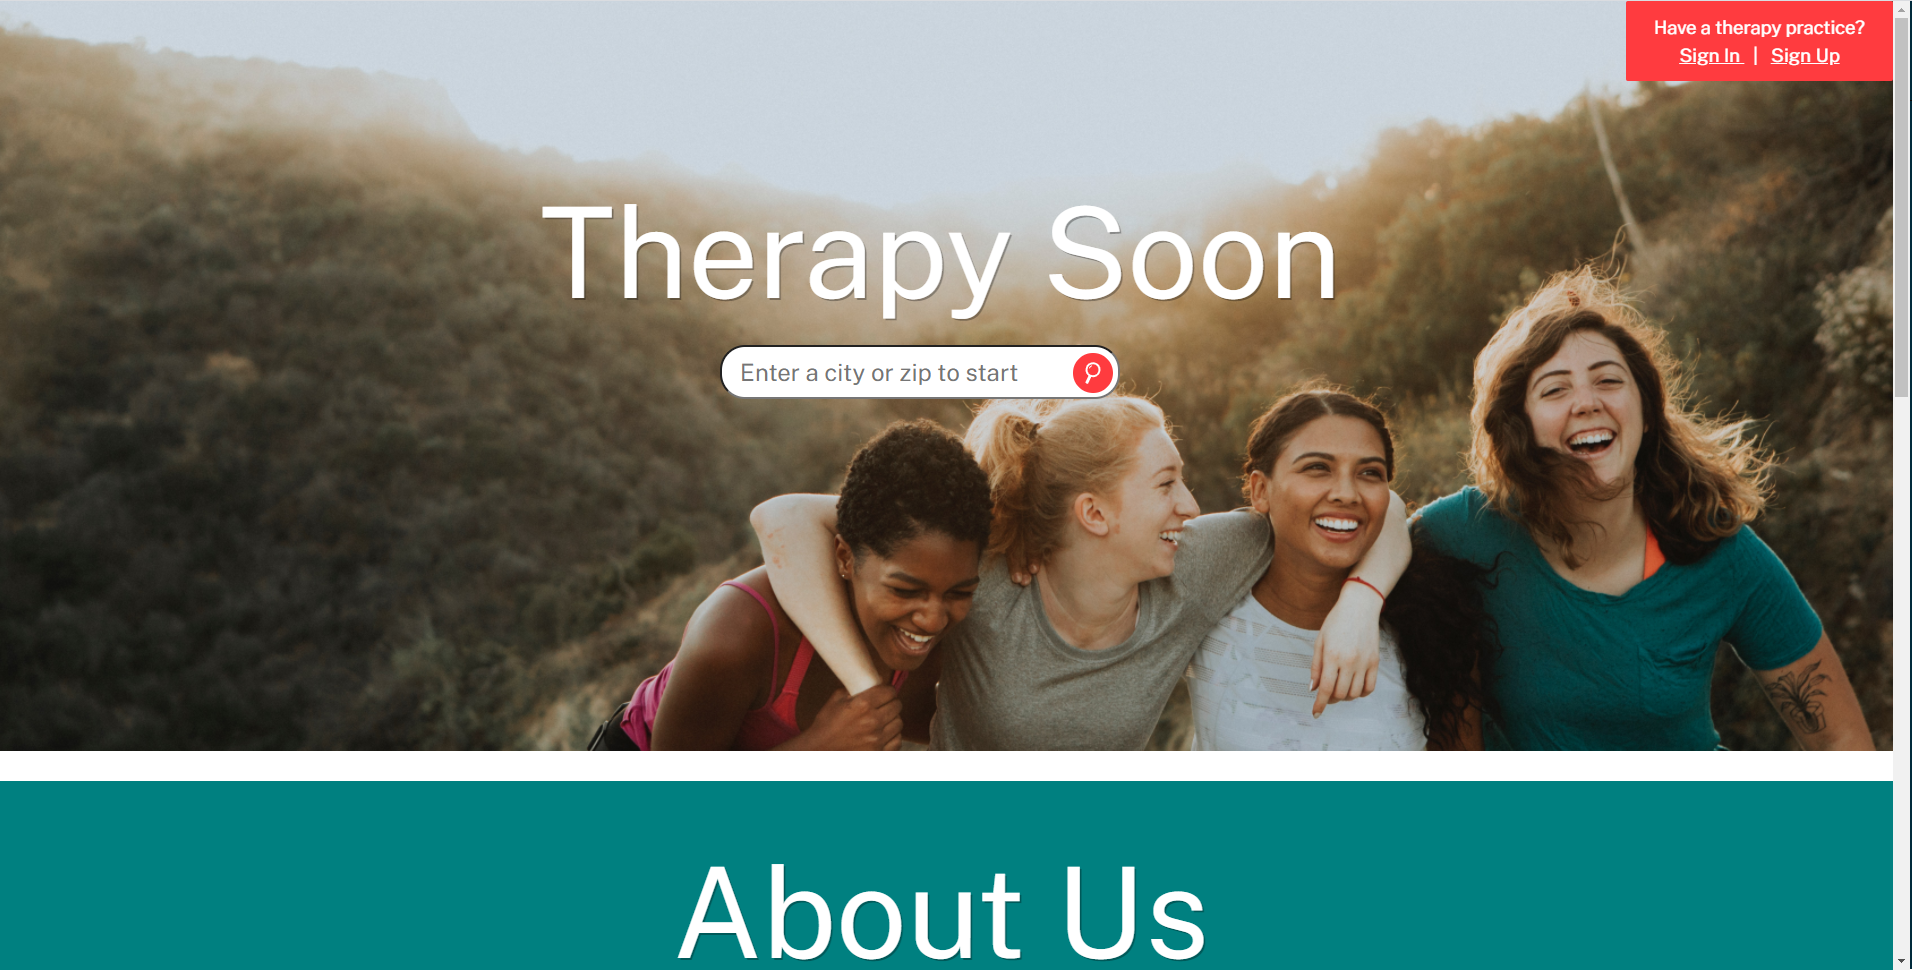 Have a therapy practice?
Sign In | Sign Up
Therapy Soon
Enter a city or zip to start
About Us